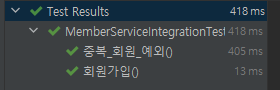 Test Results 418 ms
MemberServiceIntegrationTest 418 ms
중복_회원_예외() 405 ms
회원가입() 13 ms